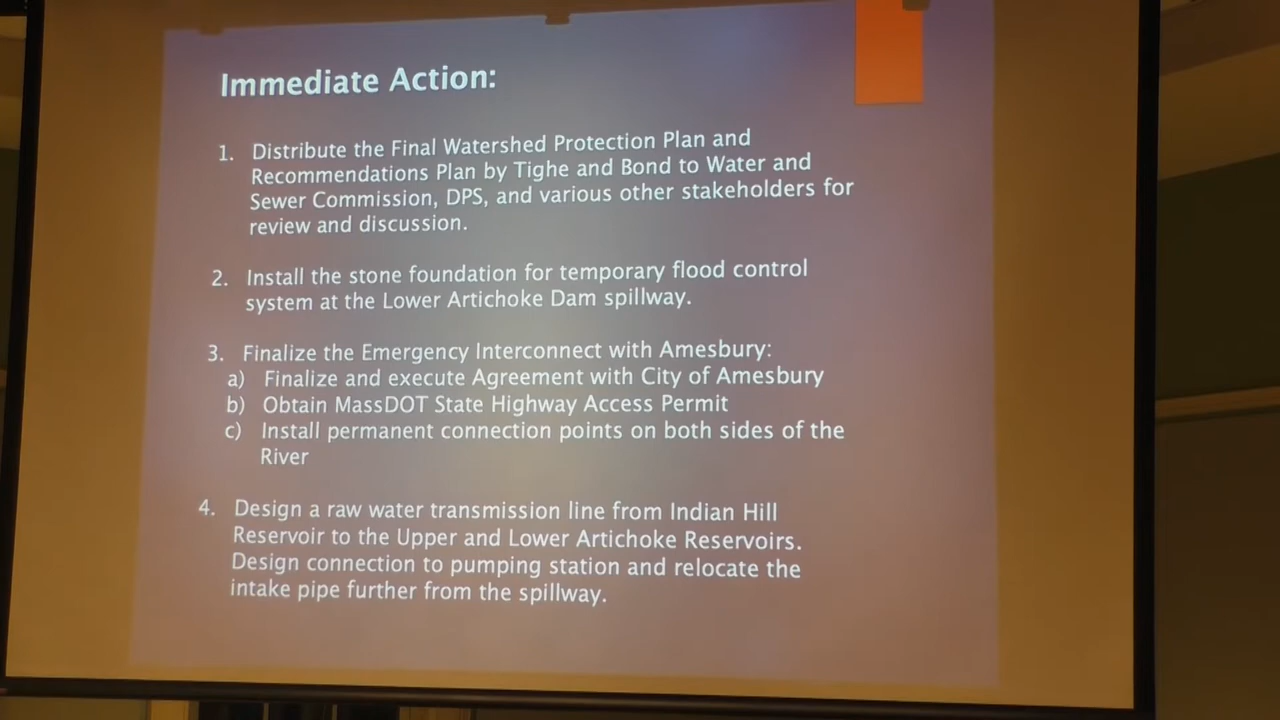 Immediate Action:
1. Distribute the Final Watershed Protection Plan and
Recommendations Plan by Tighe and Bond to Water and
Sewer Commission, DPS, and various other stakeholders for
review and discussion.
2. Install the stone foundation for temporary flood control
system at the Lower Artichoke Dam spillway.
3. Finalize the Emergency Interconnect with Amesbury:
a) Finalize and execute Agreement with City of Amesbury
b) Obtain MassDOT State Highway Access Permit
c) Install permanent connection points on both sides of the
River
4. Design a raw water transmission line from Indian Hill
Reservoir to the Upper and Lower Artichoke Reservoirs.
Design connection to pumping station and relocate the
intake pipe further from the spillway.